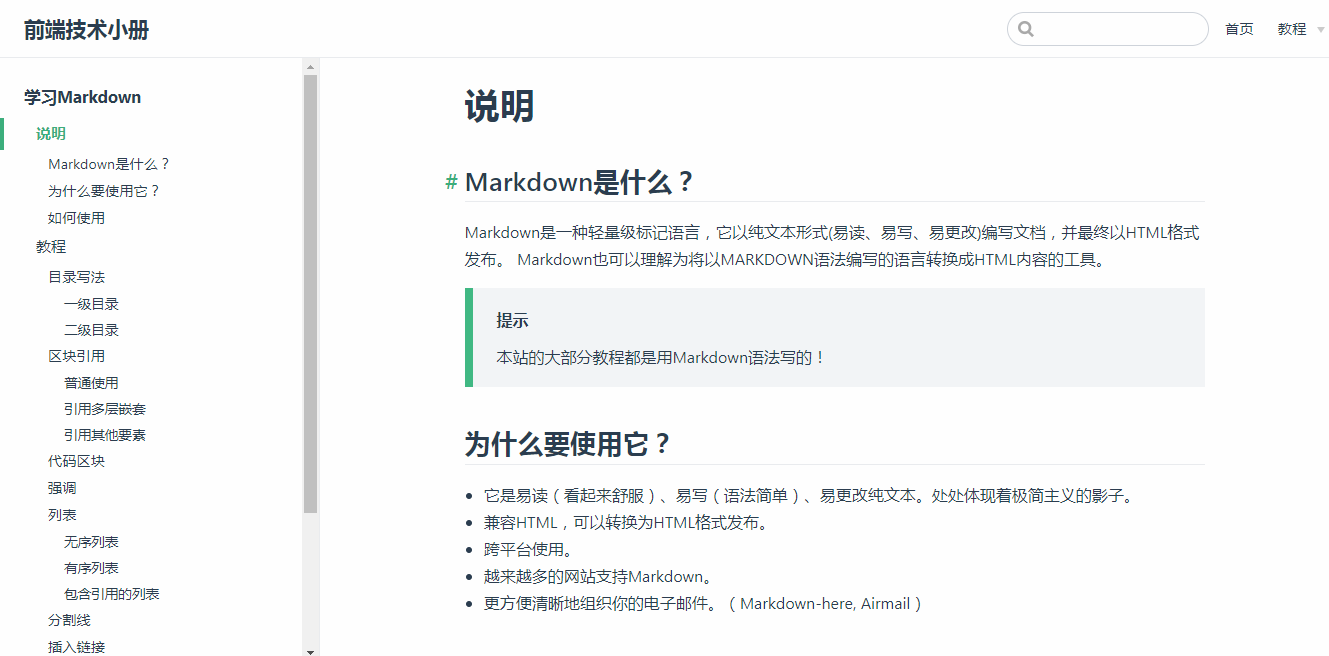 前端技术小册
首页
教程
学习Markdown
说明
Markdown是什么？
为什么要使用它？
如何使用
教程
目录写法
一级目录
二级目录
区块引用
普通使用
引用多层嵌套
引用其他要素
代码区块
强调
列表
无序列表
有序列表
包含引用的列表
分割线
插入链接
说明
# Markdown是什么？
Markdown是一种轻量级标记语言，它以纯文本形式(易读、易写、易更改)编写文档，并最终以HTML格式
发布。 Markdown也可以理解为将以MARKDOWN语法编写的语言转换成HTML内容的工具。
提示
本站的大部分教程都是用Markdown语法写的！
为什么要使用它？
• 它是易读（看起来舒服）、易写（语法简单）、易更改纯文本。处处体现着极简主义的影子。
• 兼容HTML，可以转换为HTML格式发布。
• 跨平台使用。
• 越来越多的网站支持Markdown。
• 更方便清晰地组织你的电子邮件。（Markdown-here, Airmail）